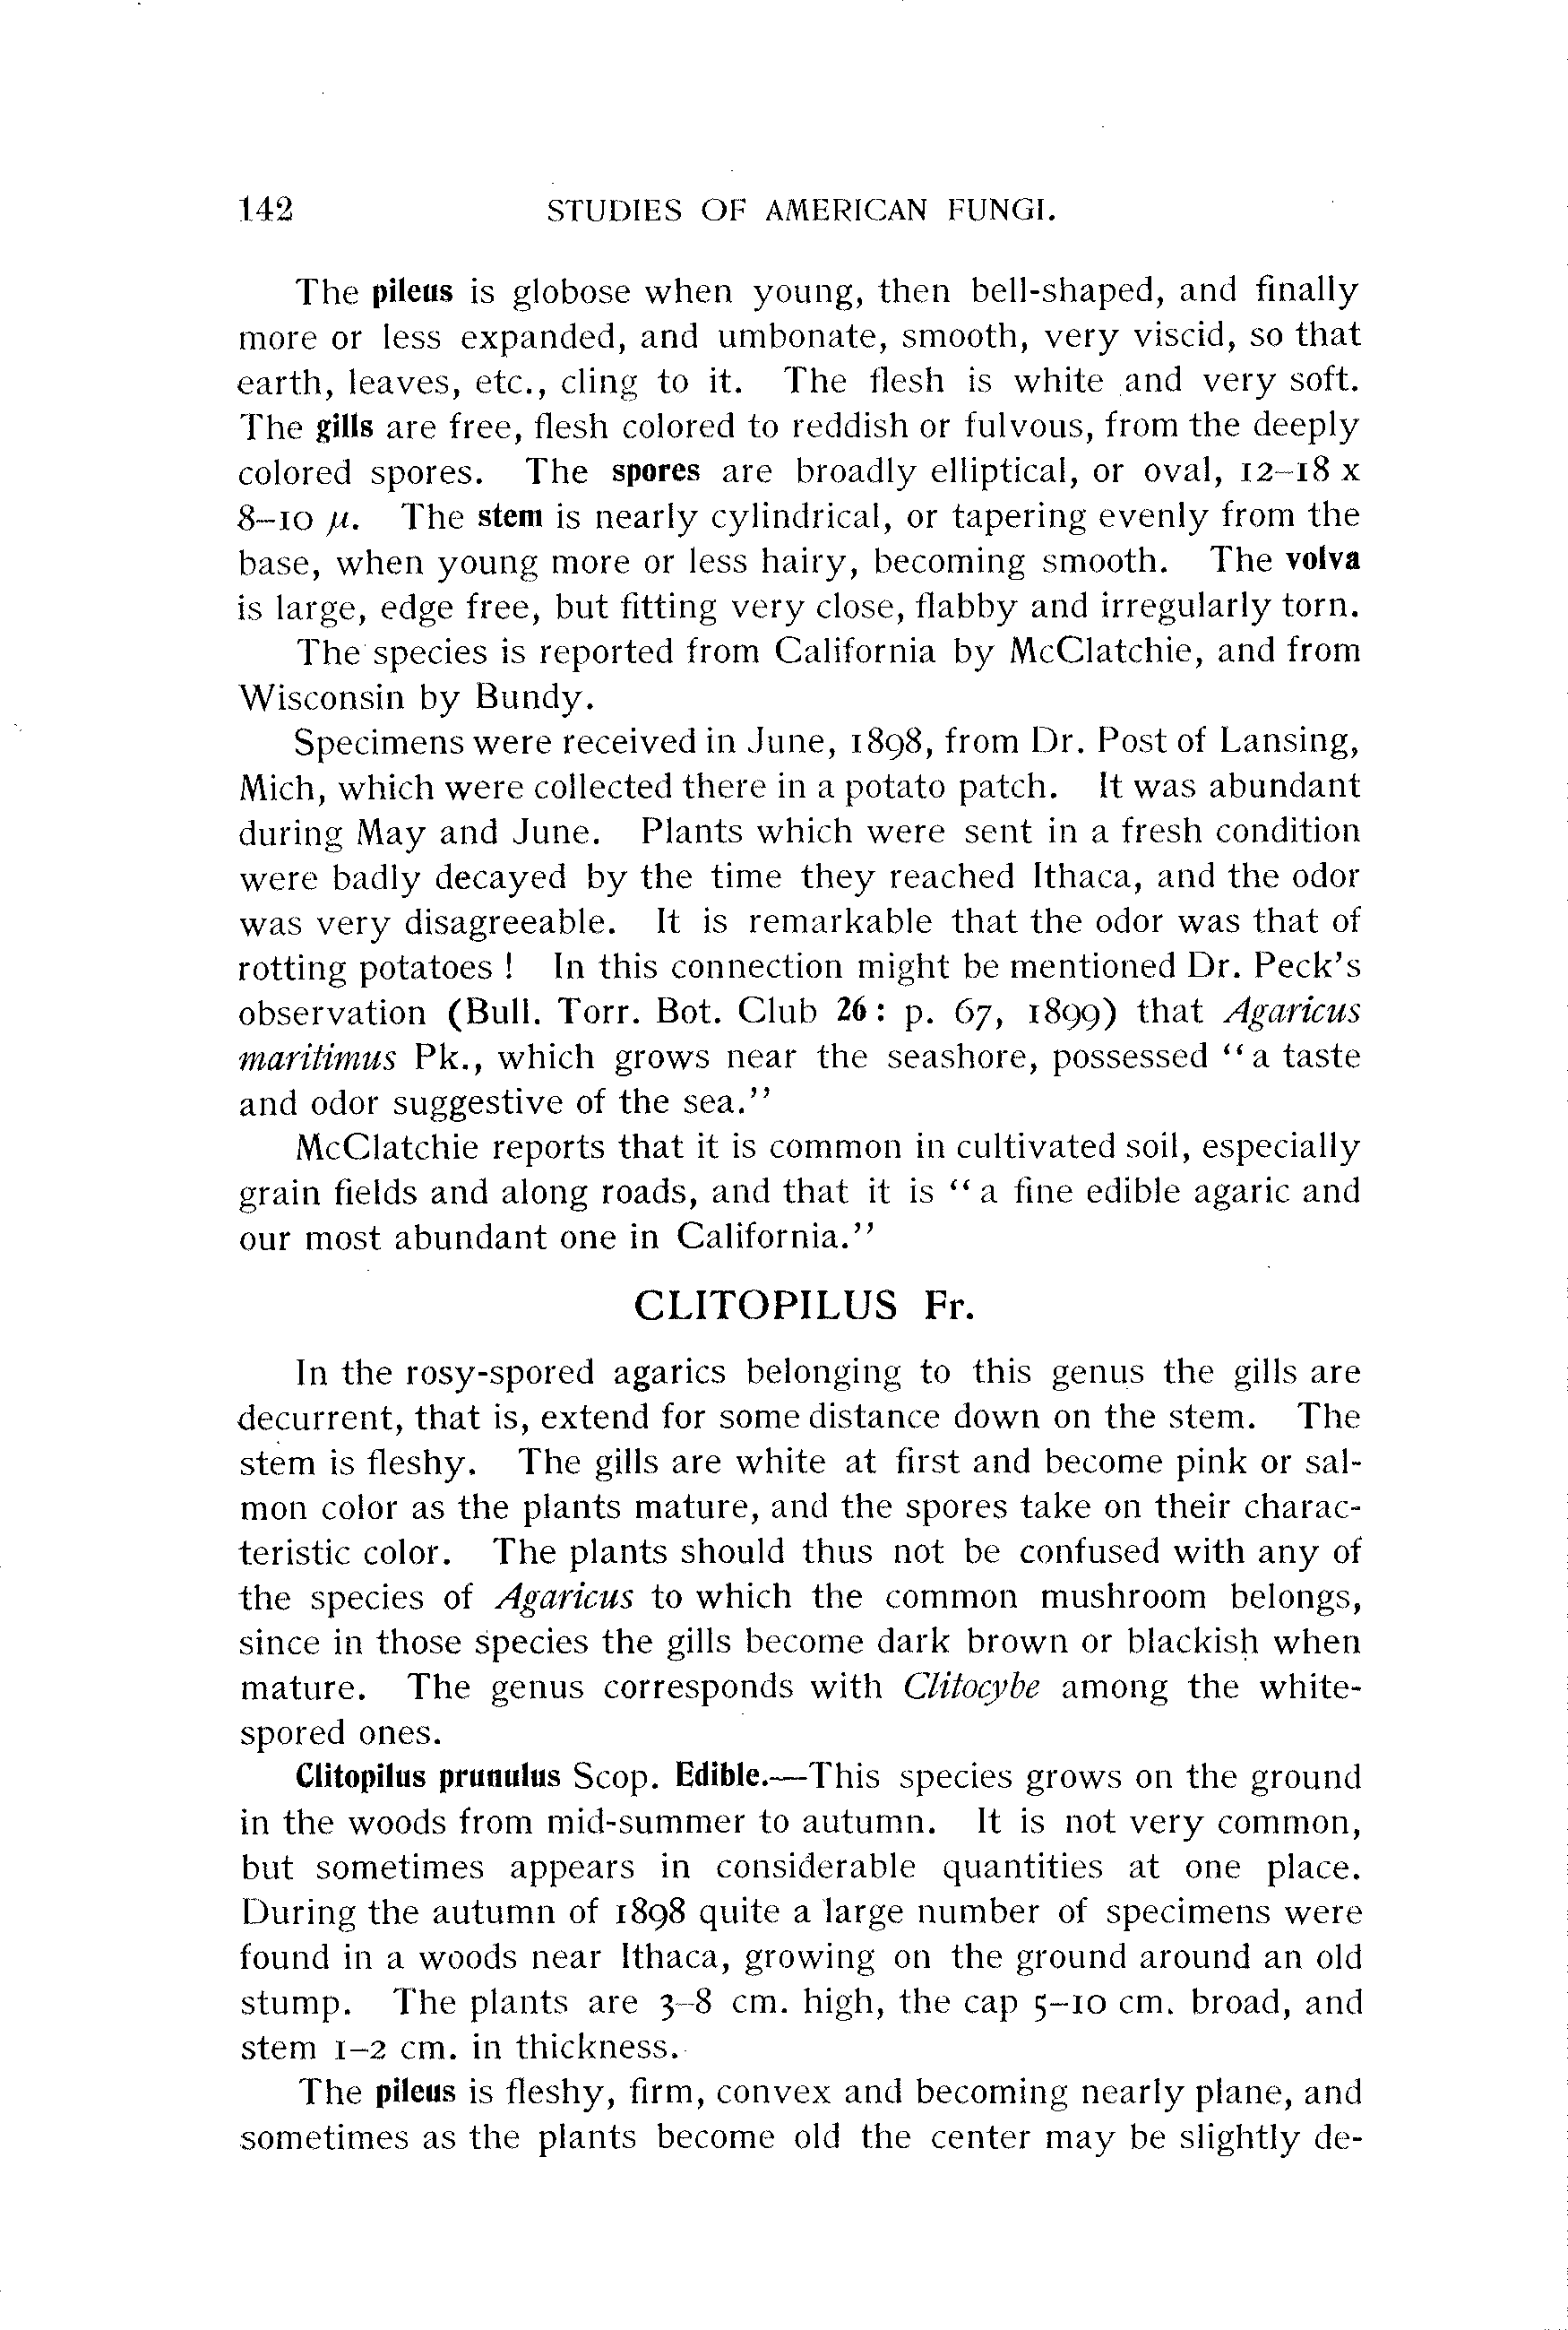 142 STUDIES OF AMERICAN FUNGI.
The pileus is globose when young, then bell-shaped, and finally
more or less expanded, and umbonate, smooth, very viscid, so that
earth, leaves, etc., cling to it. The flesh is white and very soft.
The gills are free, flesh colored to reddish or fulvous, from the deeply
colored spores. The spores are broadly elliptical, or oval, 12–18 x
8–10 μ. The stem is nearly cylindrical, or tapering evenly from the
base, when young more or less hairy, becoming smooth. The volva
is large, edge free, but fitting very close, flabby and irregularly torn.
The species is reported from California by McClatchie, and from
Wisconsin by Bundy.
Specimens were received in June, 1898, from Dr. Post of Lansing,
Mich, which were collected there in a potato patch. It was abundant
during May and June. Plants which were sent in a fresh condition
were badly decayed by the time they reached Ithaca, and the odor
was very disagreeable. It is remarkable that the odor was that of
rotting potatoes ! In this connection might be mentioned Dr. Peck's
observation (Bull. Torr. Bot. Club 26: p. 67, 1899) that Agaricus
maritimus Pk., which grows near the seashore, possessed "a taste
and odor suggestive of the sea."
McClatchie reports that it is common in cultivated soil, especially
grain fields and along roads, and that it is "a fine edible agaric and
our most abundant one in California."
CLITOPILUS Fr.
In the rosy-spored agarics belonging to this genus the gills are
decurrent, that is, extend for some distance down on the stem. The
stem is fleshy. The gills are white at first and become pink or sal-
mon color as the plants mature, and the spores take on their charac-
teristic color. The plants should thus not be confused with any of
the species of Agaricus to which the common mushroom belongs,
since in those species the gills become dark brown or blackish when
mature. The genus corresponds with Clitocybe among the white-
spored ones.
Clitopilus prunulus Scop. Edible.—This species grows on the ground
in the woods from mid-summer to autumn. It is not very common,
but sometimes appears in considerable quantities at one place.
During the autumn of 1898 quite a large number of specimens were
found in a woods near Ithaca, growing on the ground around an old
stump. The plants are 3–8 cm. high, the cap 5–10 cm. broad, and
stem 1–2 cm. in thickness.
The pileus is fleshy, firm, convex and becoming nearly plane, and
sometimes as the plants become old the center may be slightly de-